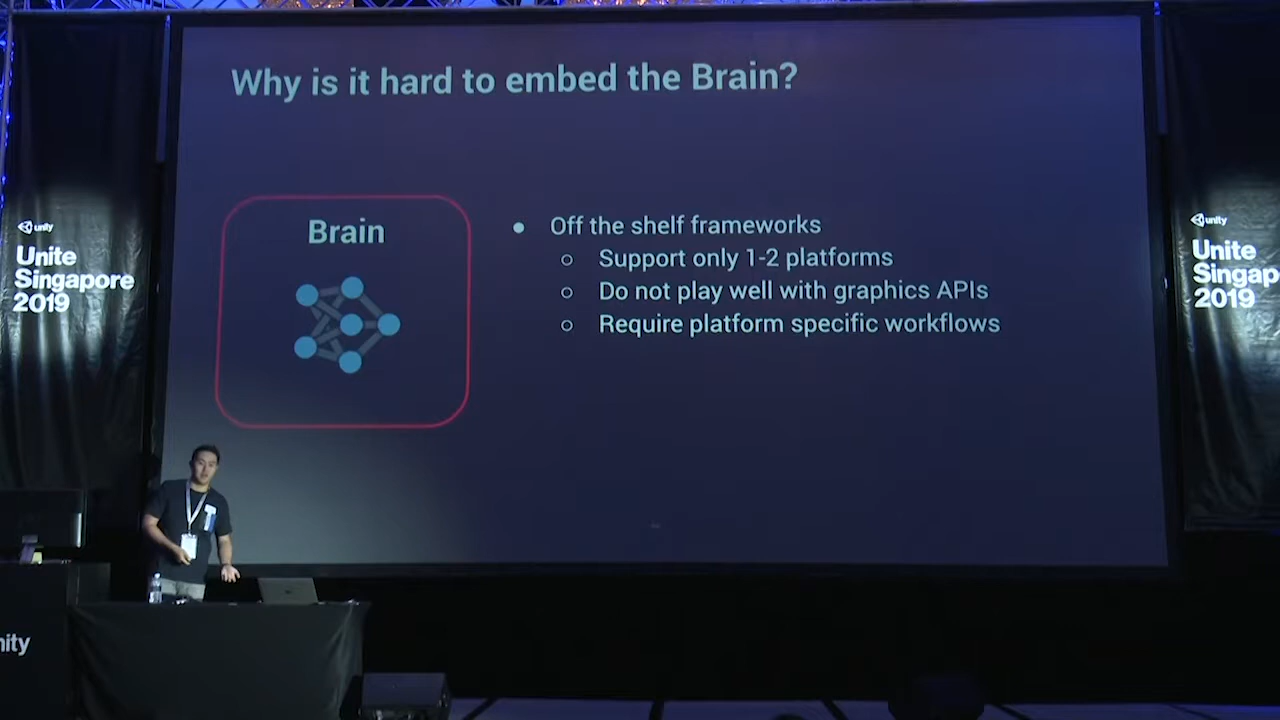 Why is it hard to embed the Brain?
Brain
● Off the shelf frameworks
○ Support only 1-2 platforms
○ Do not play well with graphics APIs
○ Require platform specific workflows
unity
Unite
Singapore
2019
unity
Unite
Singap
2019
nity